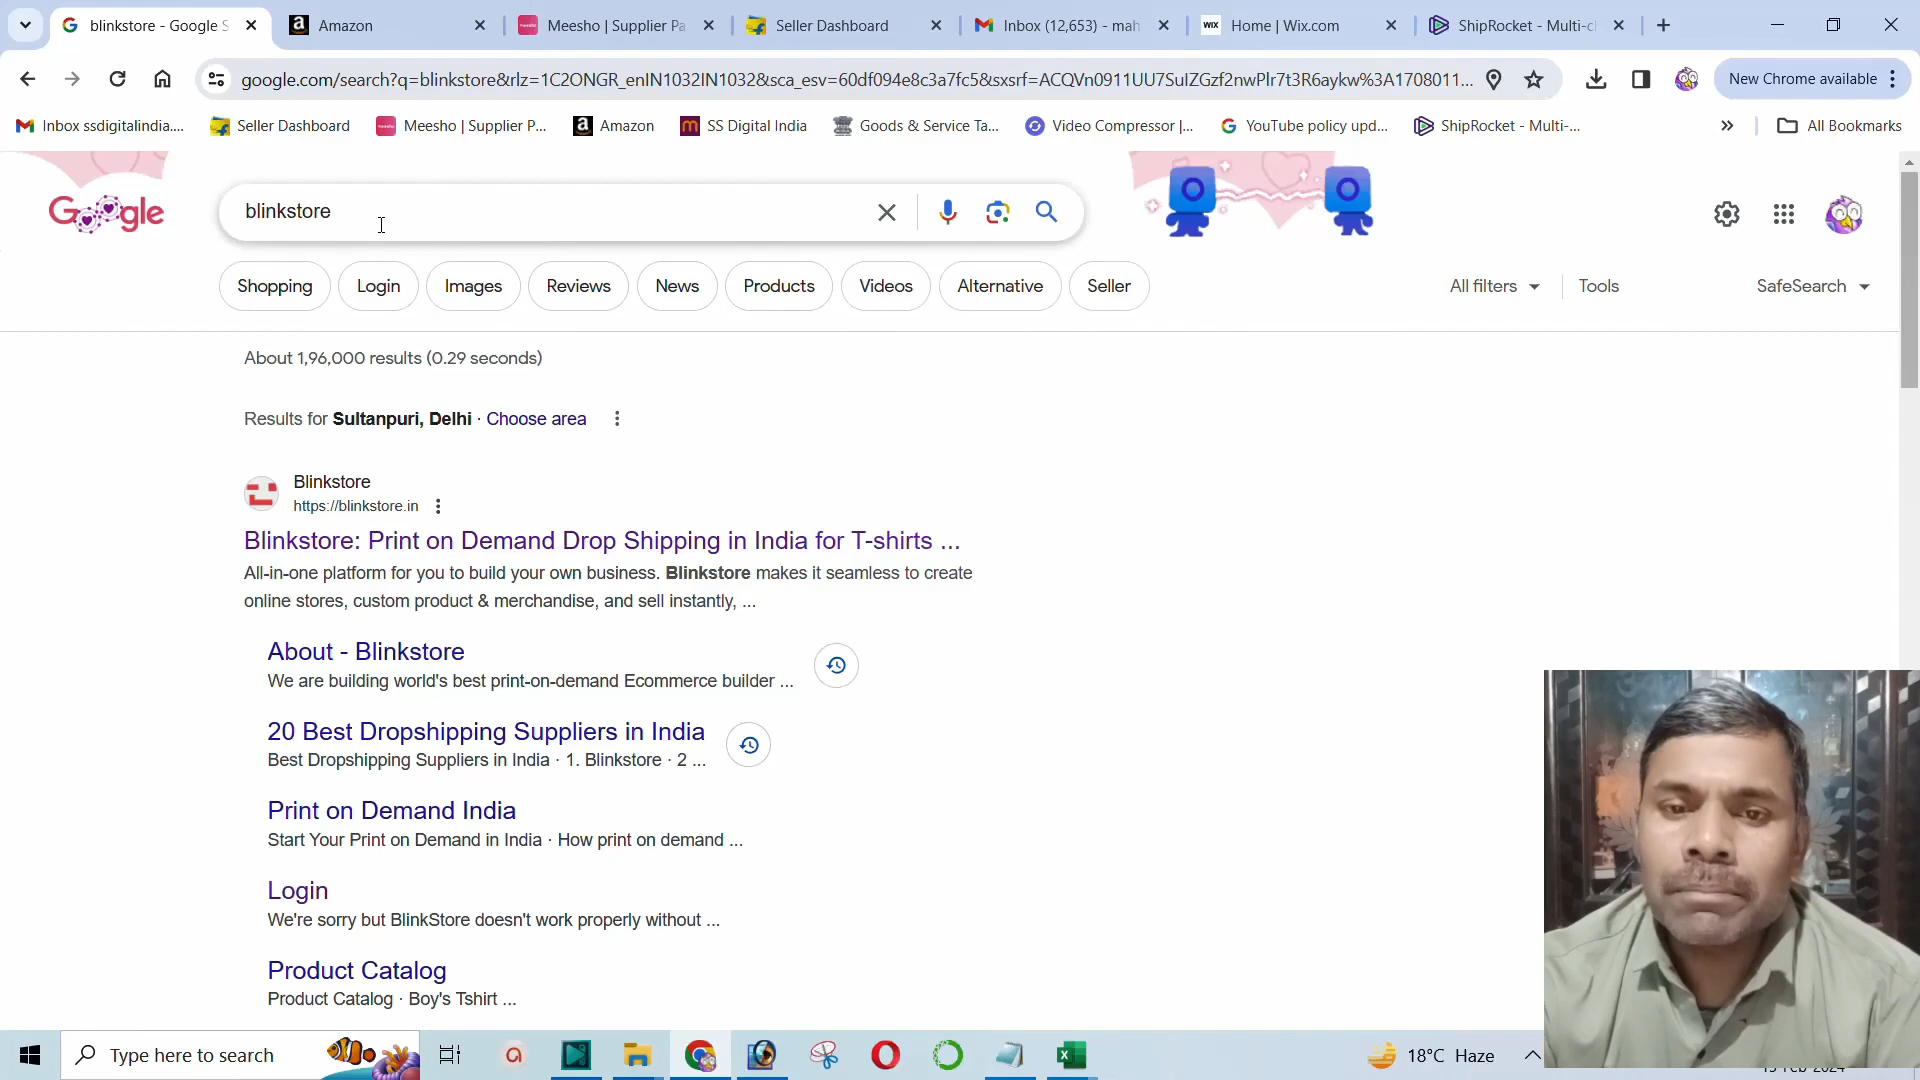 blinkstore - Google S
Amazon
Meesho | Supplier Pa
Seller Dashboard
Inbox (12,653) - mah
WIX Home | Wix.com
ShipRocket - Multi-cl
google.com/search?q=blinkstore&rlz=1C2ONGR_enIN1032IN1032&sca_esv=60df094e8c3a7fc5&sxsrf=ACQVn0911UU7SuIZGzf2nwPlr7t3R6aykw%3A1708011...
New Chrome available
Inbox ssdigitalindia....
Seller Dashboard
Meesho | Supplier P...
Amazon
SS Digital India
Goods & Service Ta...
Video Compressor |...
YouTube policy upd...
ShipRocket - Multi-...
All Bookmarks
Google
blinkstore
Shopping
Login
Images
Reviews
News
Products
Videos
Alternative
Seller
All filters
Tools
SafeSearch
About 1,96,000 results (0.29 seconds)
Results for Sultanpuri, Delhi · Choose area
Blinkstore
https://blinkstore.in
Blinkstore: Print on Demand Drop Shipping in India for T-shirts ...
All-in-one platform for you to build your own business. Blinkstore makes it seamless to create
online stores, custom product & merchandise, and sell instantly, ...
About - Blinkstore
We are building world's best print-on-demand Ecommerce builder ...
20 Best Dropshipping Suppliers in India
Best Dropshipping Suppliers in India · 1. Blinkstore · 2 ...
Print on Demand India
Start Your Print on Demand in India · How print on demand ...
Login
We're sorry but BlinkStore doesn't work properly without ...
Product Catalog
Product Catalog · Boy's Tshirt ...
Type here to search
18°C Haze